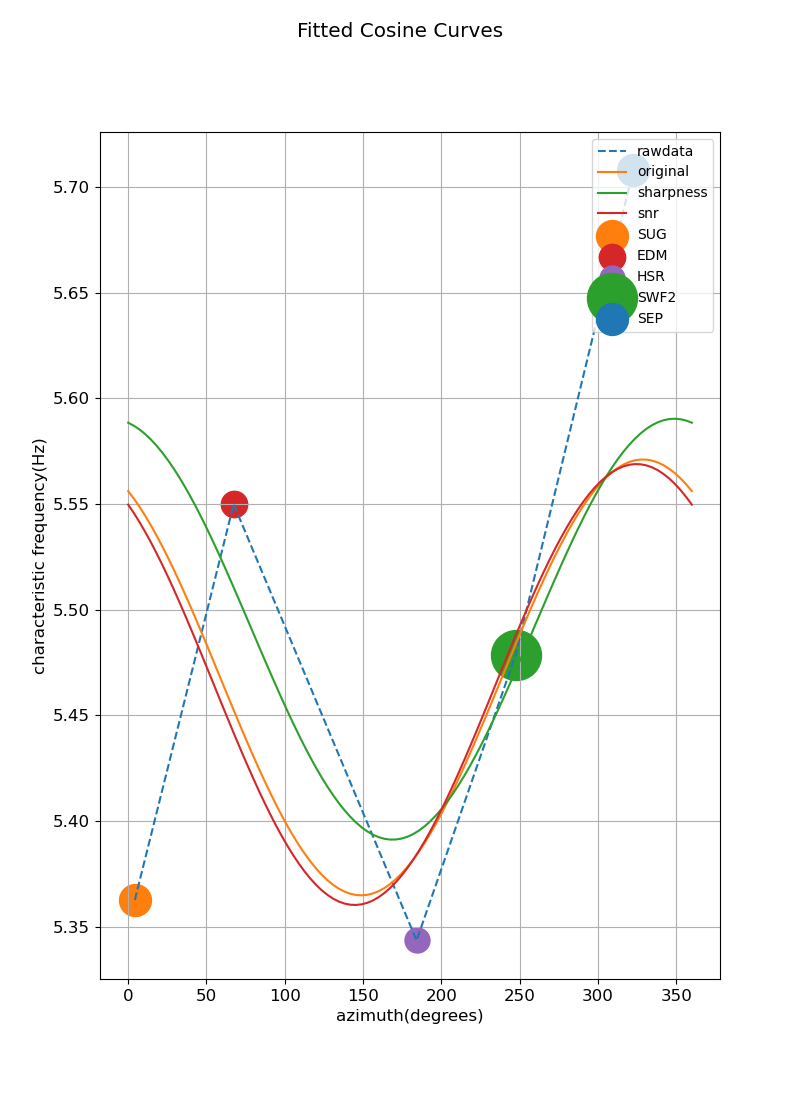 Fitted Cosine Curves
rawdata
original
sharpness
snr
SUG
EDM
HSR
SWF2
SEP
5.70
5.65
5.60
5.55
5.50
5.45
5.40
5.35
characteristic frequency(Hz)
0 50 100 150 200 250 300 350
azimuth(degrees)